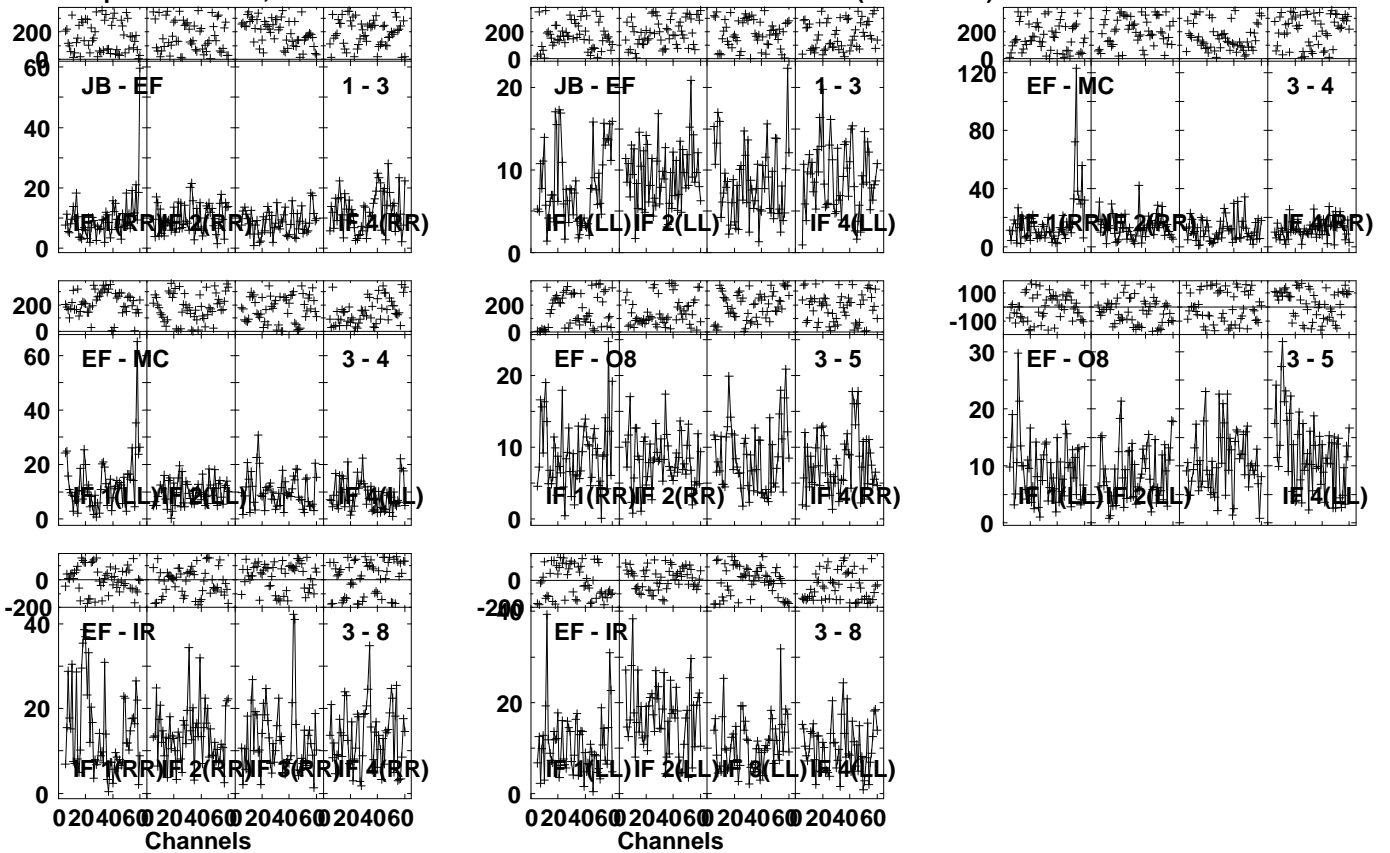 200
0
200
0
200
0
60
40
20
0
JB - EF 1 - 3
IF 1(RR) IF 2(RR) IF 4(RR)
20
10
0
JB - EF 1 - 3
IF 1(LL) IF 2(LL) IF 4(LL)
120
80
40
0
EF - MC 3 - 4
IF 1(RR) IF 2(RR) IF 4(RR)
200
0
200
0
100
-100
60
40
20
0
EF - MC 3 - 4
IF 1(LL) IF 2(LL) IF 4(LL)
20
10
0
EF - O8 3 - 5
IF 1(RR) IF 2(RR) IF 4(RR)
30
20
10
0
EF - O8 3 - 5
IF 1(LL) IF 2(LL) IF 4(LL)
0
-200
0
-200
40
20
0
EF - IR 3 - 8
IF 1(RR) IF 2(RR) IF 3(RR) IF 4(RR)
40
20
0
EF - IR 3 - 8
IF 1(LL) IF 2(LL) IF 3(LL) IF 4(LL)
0 20 40 60 0 20 40 60 0 20 40 60 0 20 40 60
0 20 40 60 0 20 40 60 0 20 40 60 0 20 40 60
Channels
Channels